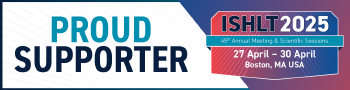 PROUD
SUPPORTER
ISHLT2025
45th Annual Meeting & Scientific Sessions
27 April – 30 April
Boston, MA USA